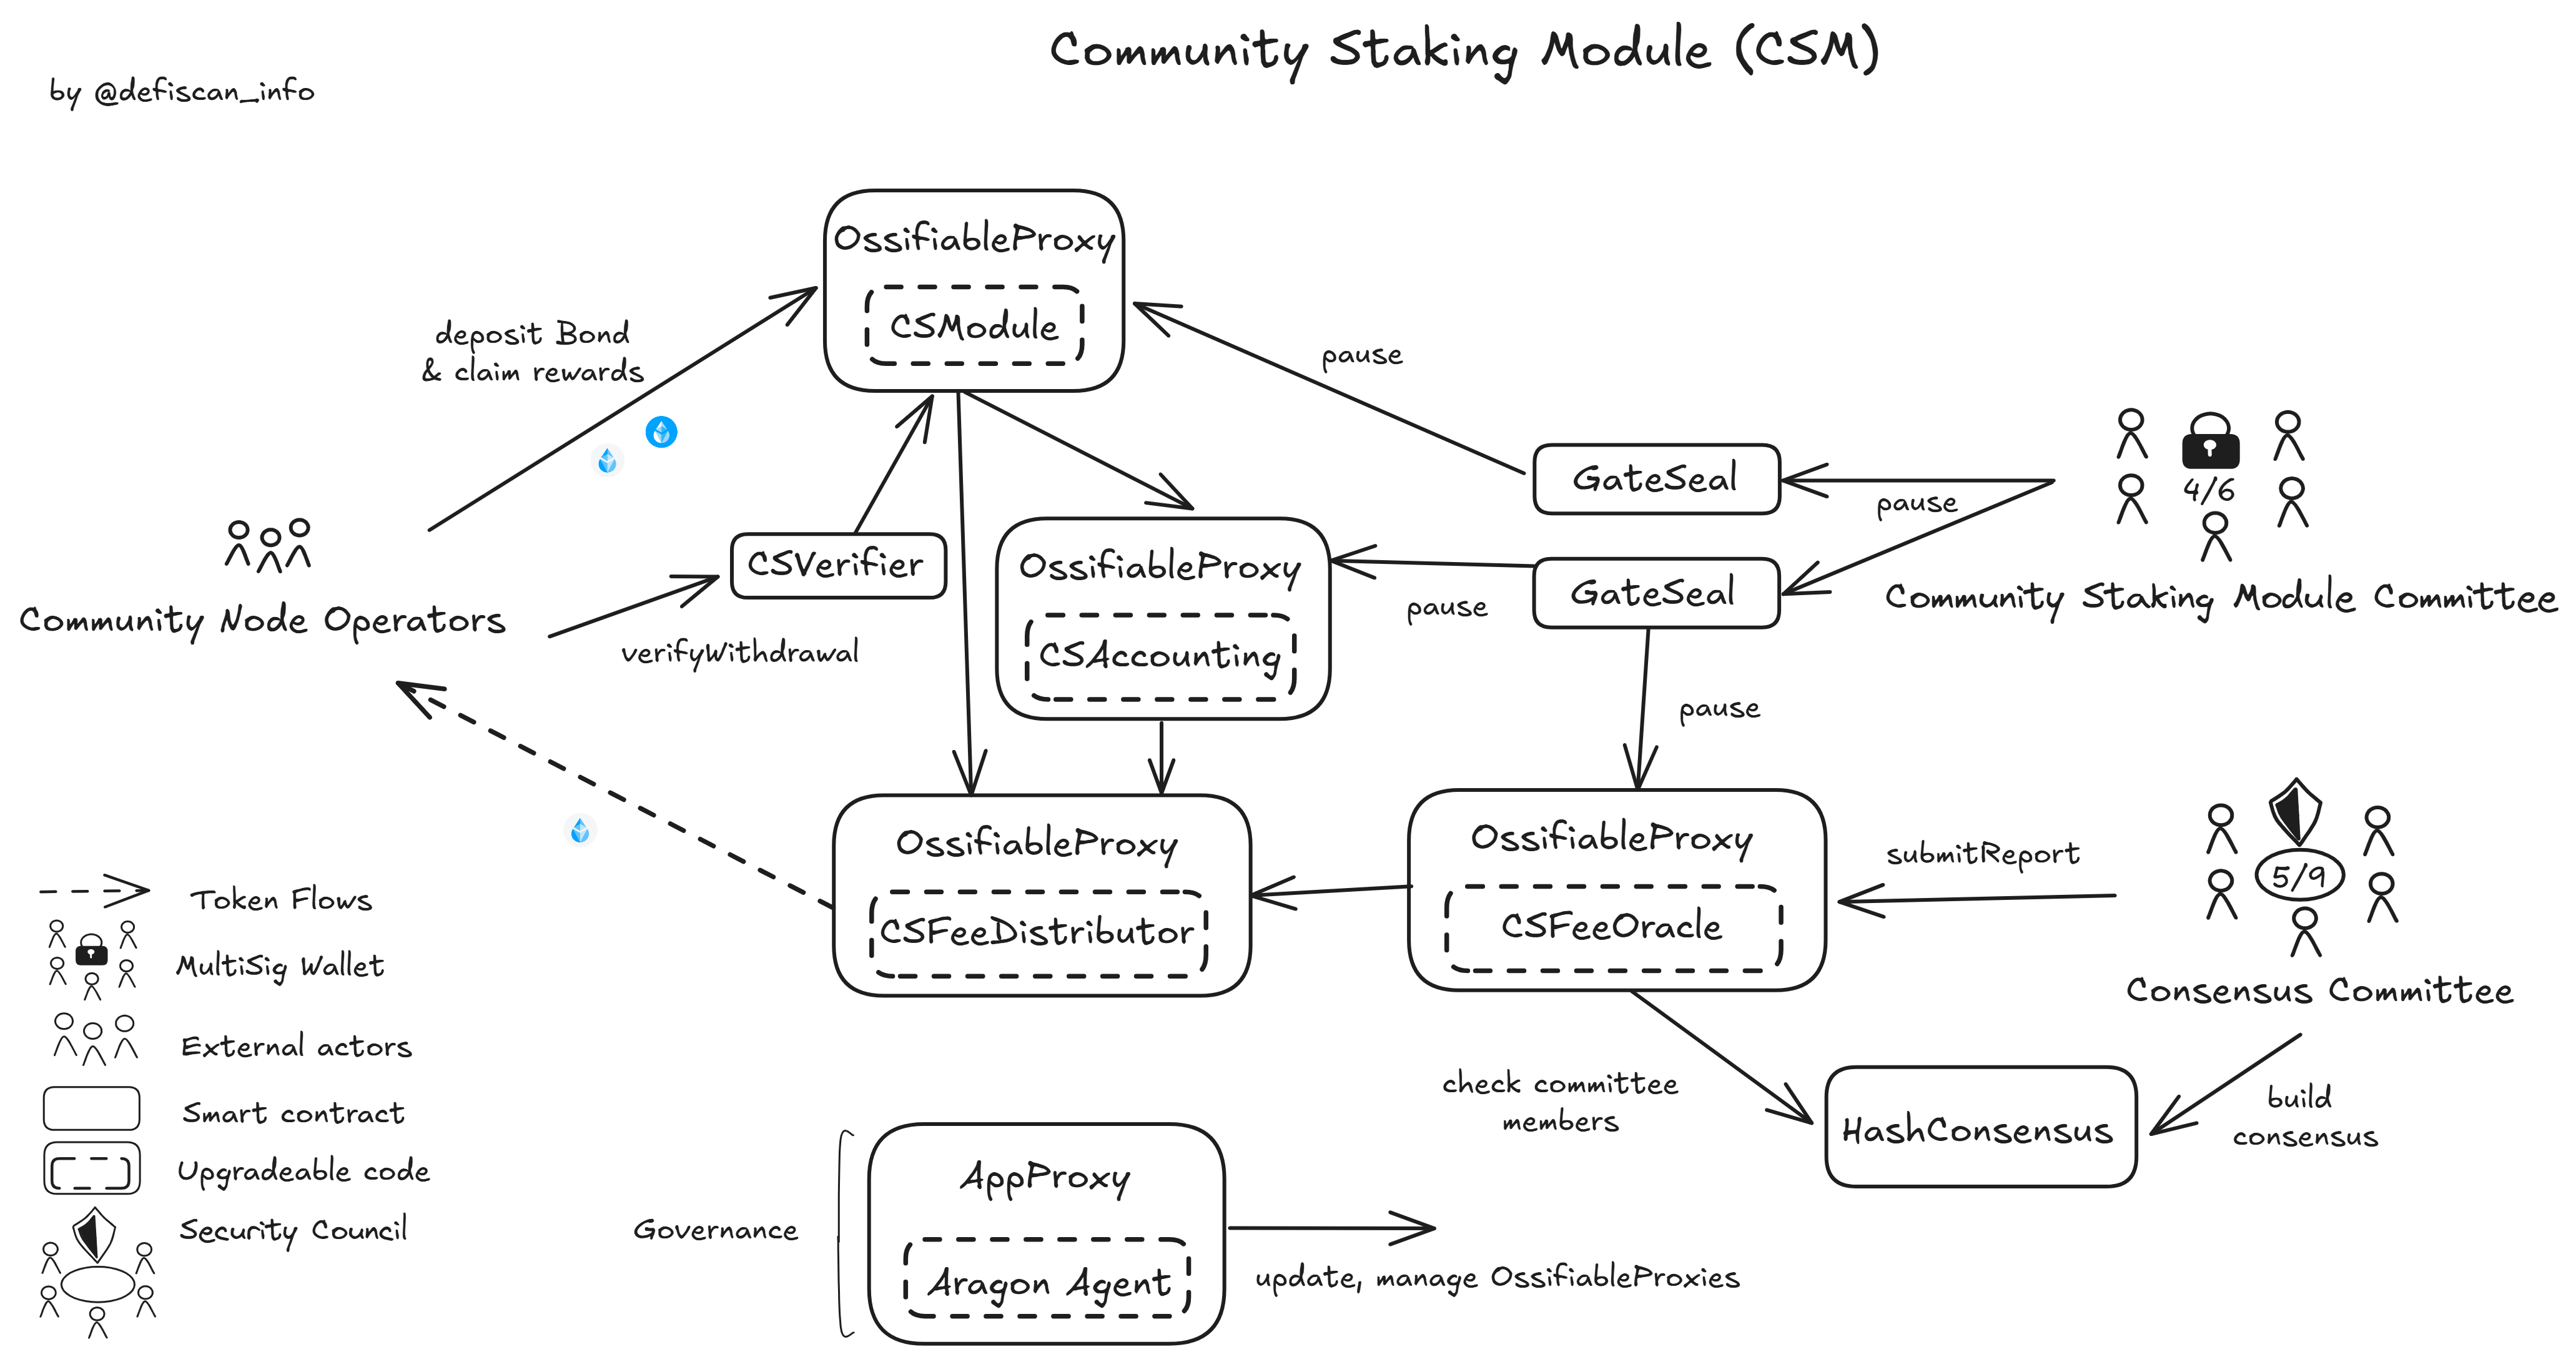 Community Staking Module (CSM)
by @defiscan_info
OssifiableProxy
CSModule
deposit Bond
& claim rewards
pause
GateSeal
pause
4/6
Community Staking Module Committee
CSVerifier
OssifiableProxy
CSAccounting
pause
GateSeal
Community Node Operators
verifyWithdrawal
pause
OssifiableProxy
CSFeeDistributor
OssifiableProxy
CSFeeOracle
submitReport
5/9
Consensus Committee
check committee
members
HashConsensus
build
consensus
Governance
AppProxy
Aragon Agent
update, manage OssifiableProxies
Token Flows
MultiSig Wallet
External actors
Smart contract
Upgradeable code
Security Council